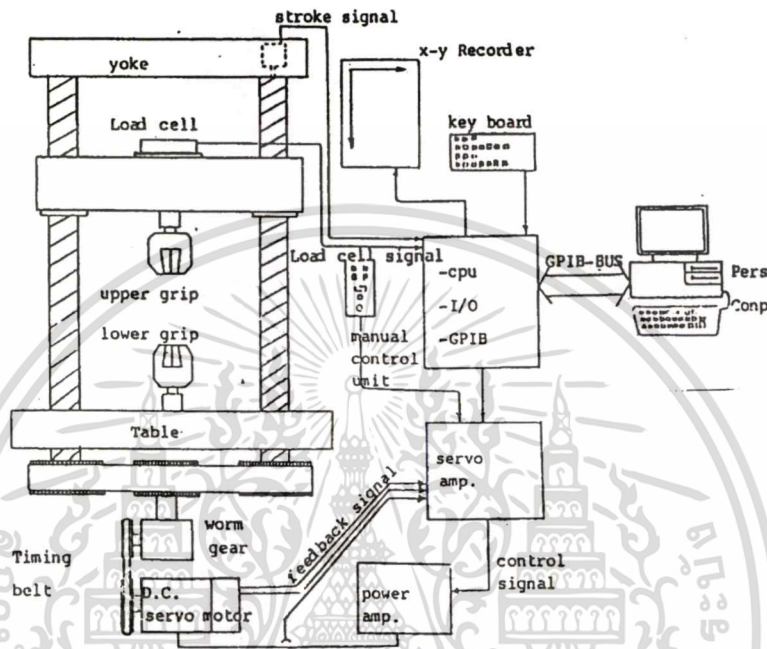 stroke signal
yoke
x-y Recorder
Load cell
key board
Load cell signal
-cpu
-I/O
-GPIB
GPIB-BUS
Pers
Conp
upper grip
lower grip
manual
control
unit
Table
servo
amp.
feedback signal
worm
gear
Timing
belt
D.C.
servo motor
power
amp.
control
signal